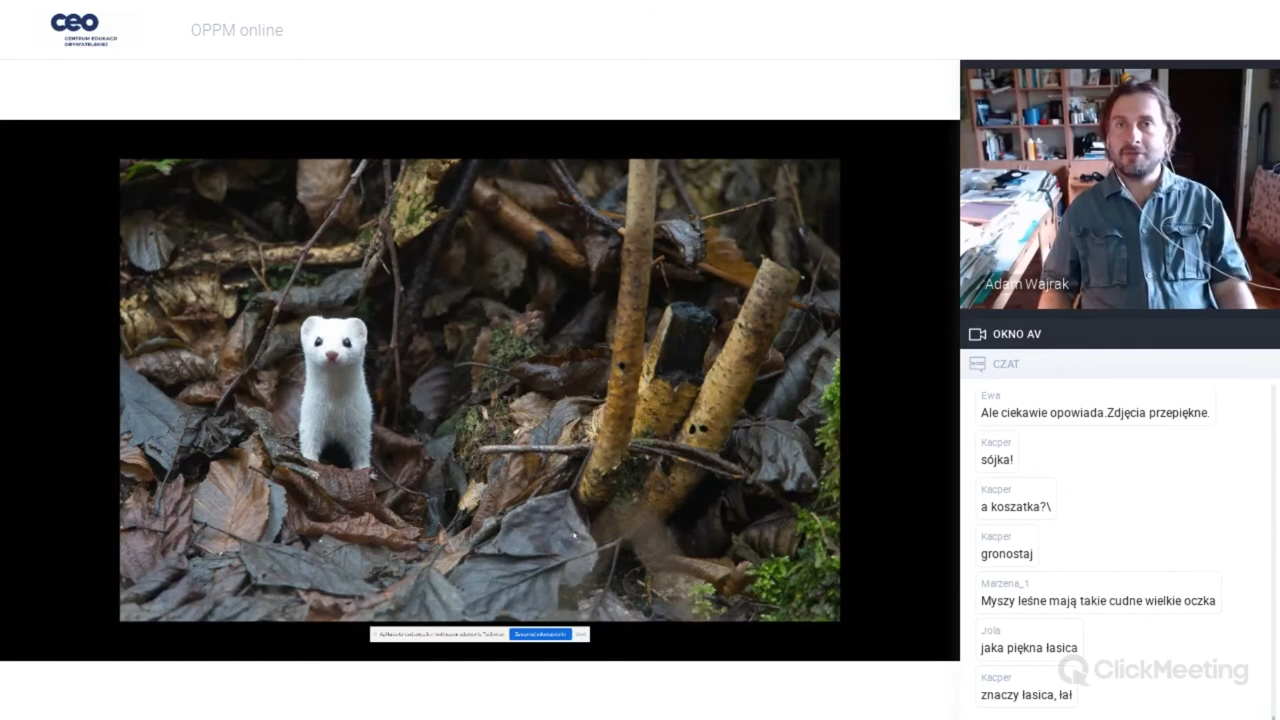 ceo
CENTRUM EDUKACJI
OBYWATELSKIEJ
OPPM online
Adam Wajrak
OKNO AV
CZAT
Ewa
Ale ciekawie opowiada.Zdjęcia przepiękne.
Kacper
sójka!
Kacper
a koszatka?\
Kacper
gronostaj
Marzena_1
Myszy leśne mają takie cudne wielkie oczka
Jola
jaka piękna łasica
Kacper
znaczy łasica, łał
ClickMeeting